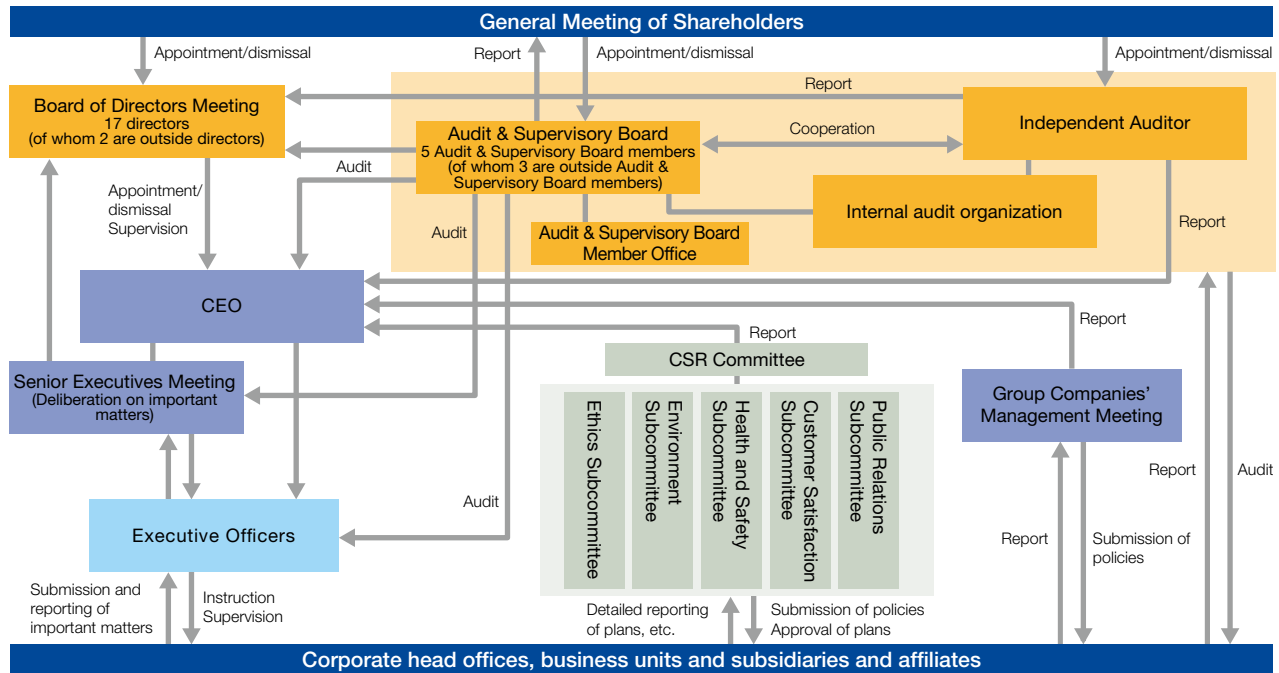 General Meeting of Shareholders
Appointment/dismissal
Report
Appointment/dismissal
Appointment/dismissal
Board of Directors Meeting
17 directors
(of whom 2 are outside directors)
Report
Independent Auditor
Audit & Supervisory Board
5 Audit & Supervisory Board members
(of whom 3 are outside Audit &
Supervisory Board members)
Cooperation
Audit
Appointment/
dismissal
Supervision
Audit
Internal audit organization
Report
Audit & Supervisory Board
Member Office
CEO
Report
Report
CSR Committee
Senior Executives Meeting
(Deliberation on important
matters)
Group Companies'
Management Meeting
Ethics Subcommittee
Environment
Subcommittee
Health and Safety
Subcommittee
Customer Satisfaction
Subcommittee
Public Relations
Subcommittee
Report
Audit
Audit
Executive Officers
Report
Submission of
policies
Submission and
reporting of
important matters
Instruction
Supervision
Detailed reporting
of plans, etc.
Submission of policies
Approval of plans
Corporate head offices, business units and subsidiaries and affiliates